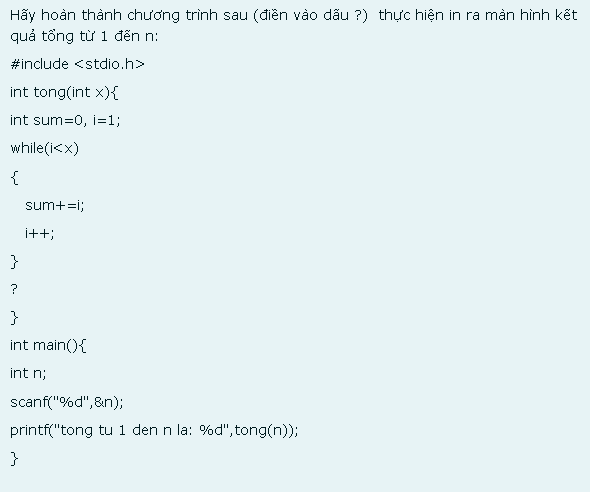 Hãy hoàn thành chương trình sau (điền vào dấu ?)  thực hiện in ra màn hình kết
quả tổng từ 1 đến n:
#include <stdio.h>
int tong(int x){
int sum=0, i=1;
while(i<x)
{
sum+=i;
i++;
}
?
}
int main(){
int n;
scanf("%d",&n);
printf("tong tu 1 den n la: %d",tong(n));
}